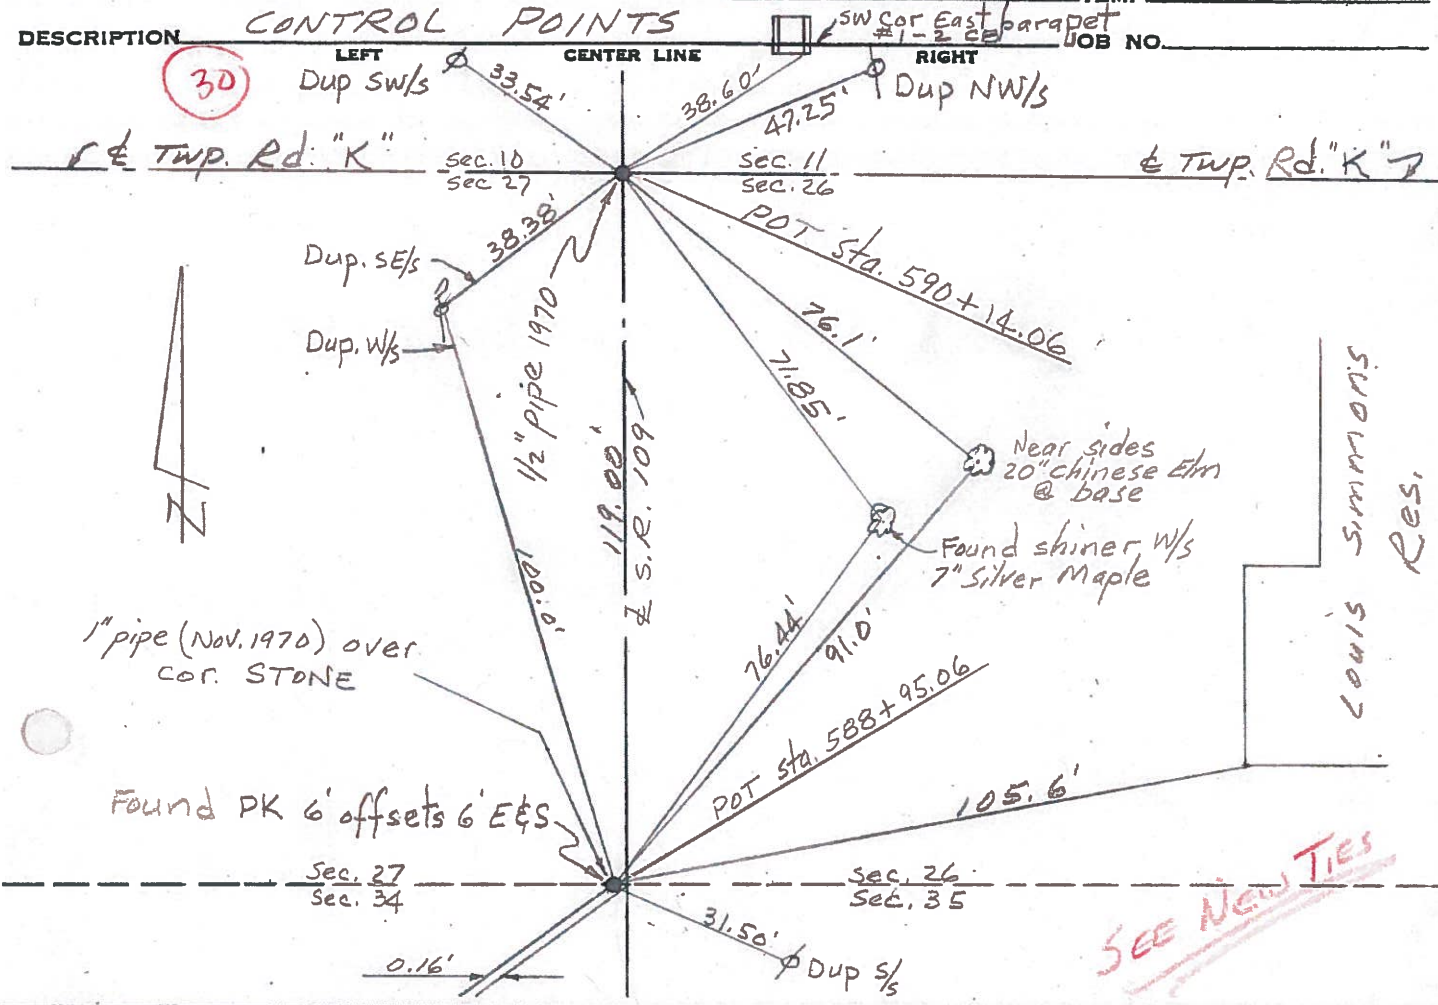 DESCRIPTION CONTROL POINTS
SW cor East parapet
#1-2 CB
JOB NO.
LEFT
CENTER LINE
RIGHT
30
Dup SW/s
33.54'
38.60'
47.25'
Dup NW/s
℄ Twp. Rd. "K"
Sec. 10
Sec 27
Sec. 11
Sec. 26
℄ Twp. Rd. "K"
38.38'
Dup. SE/s
Dup. W/s
1/2" pipe 1970
POT Sta. 590+14.06
76.1'
71.85'
119.00'
℄ S.R. 109
100.0'
N
Near sides
20" chinese Elm
@ base
Found shiner W/s
7" Silver Maple
Louis Simmons
Res.
1" pipe (Nov. 1970) over
cor. STONE
76.44'
91.0'
POT Sta. 588+95.06
105.6'
Found PK 6' offsets 6' E&S
Sec. 27
Sec. 34
Sec. 26
Sec. 35
31.50'
Dup S/s
0.16'
SEE NEW TIES